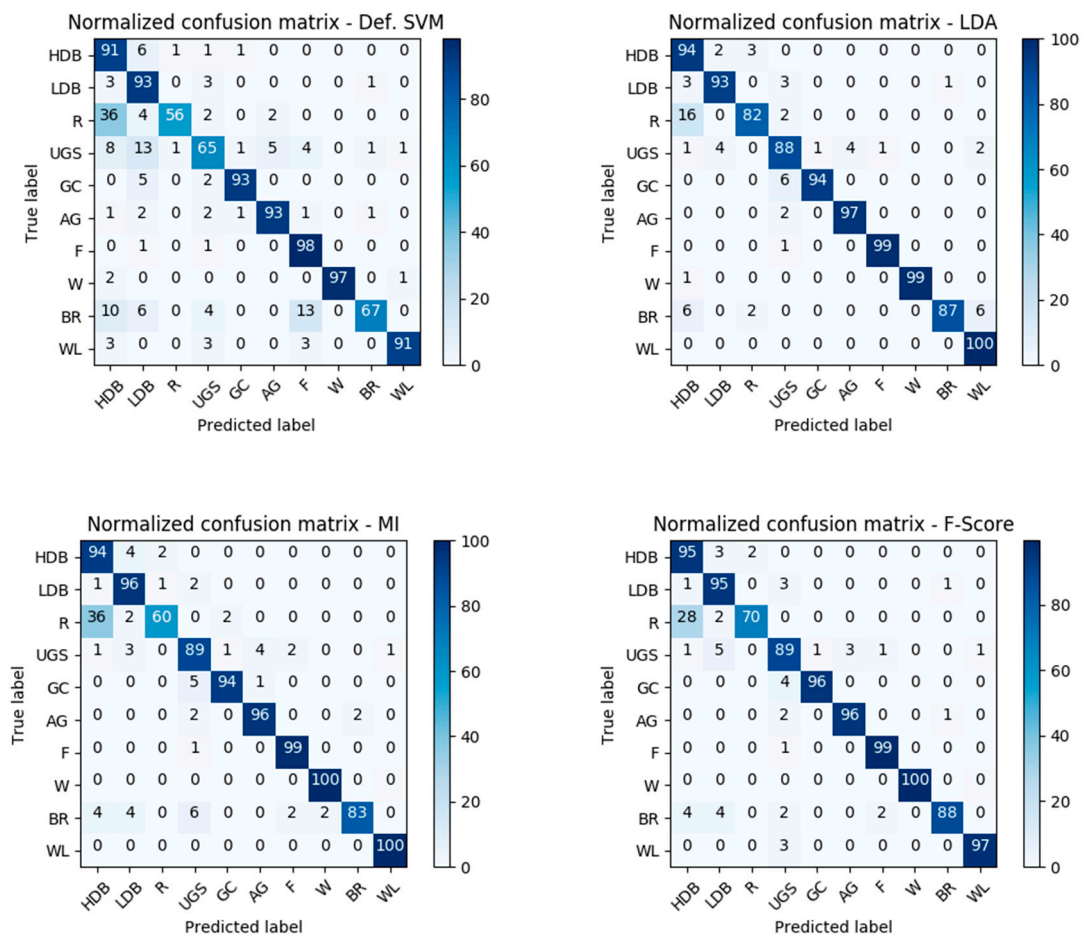 Normalized confusion matrix - Def. SVM
HDB 91 6 1 1 1 0 0 0 0 0
LDB 3 93 0 3 0 0 0 0 1 0
R 36 4 56 2 0 2 0 0 0 0
UGS 8 13 1 65 1 5 4 0 1 1
GC 0 5 0 2 93 0 0 0 0 0
AG 1 2 0 2 1 93 1 0 1 0
F 0 1 0 1 0 0 98 0 0 0
W 2 0 0 0 0 0 0 97 0 1
BR 10 6 0 4 0 0 13 0 67 0
WL 3 0 0 3 0 0 3 0 0 91
HDB LDB R UGS GC AG F W BR WL
Predicted label
True label
80
60
40
20
0
Normalized confusion matrix - LDA
HDB 94 2 3 0 0 0 0 0 0 0
LDB 3 93 0 3 0 0 0 0 1 0
R 16 0 82 2 0 0 0 0 0 0
UGS 1 4 0 88 1 4 1 0 0 2
GC 0 0 0 6 94 0 0 0 0 0
AG 0 0 0 2 0 97 0 0 0 0
F 0 0 0 1 0 0 99 0 0 0
W 1 0 0 0 0 0 0 99 0 0
BR 6 0 2 0 0 0 0 0 87 6
WL 0 0 0 0 0 0 0 0 0 100
HDB LDB R UGS GC AG F W BR WL
Predicted label
True label
100
80
60
40
20
0
Normalized confusion matrix - MI
HDB 94 4 2 0 0 0 0 0 0 0
LDB 1 96 1 2 0 0 0 0 0 0
R 36 2 60 0 2 0 0 0 0 0
UGS 1 3 0 89 1 4 2 0 0 1
GC 0 0 0 5 94 1 0 0 0 0
AG 0 0 0 2 0 96 0 0 2 0
F 0 0 0 1 0 0 99 0 0 0
W 0 0 0 0 0 0 0 100 0 0
BR 4 4 0 6 0 0 2 2 83 0
WL 0 0 0 0 0 0 0 0 0 100
HDB LDB R UGS GC AG F W BR WL
Predicted label
True label
100
80
60
40
20
0
Normalized confusion matrix - F-Score
HDB 95 3 2 0 0 0 0 0 0 0
LDB 1 95 0 3 0 0 0 0 1 0
R 28 2 70 0 0 0 0 0 0 0
UGS 1 5 0 89 1 3 1 0 0 1
GC 0 0 0 4 96 0 0 0 0 0
AG 0 0 0 2 0 96 0 0 1 0
F 0 0 0 1 0 0 99 0 0 0
W 0 0 0 0 0 0 0 100 0 0
BR 4 4 0 2 0 0 2 0 88 0
WL 0 0 0 3 0 0 0 0 0 97
HDB LDB R UGS GC AG F W BR WL
Predicted label
True label
80
60
40
20
0